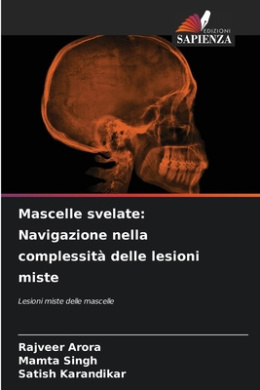 EDIZIONI
SAPIENZA
Mascelle svelate:
Navigazione nella
complessità delle lesioni
miste
Lesioni miste delle mascelle
Rajveer Arora
Mamta Singh
Satish Karandikar